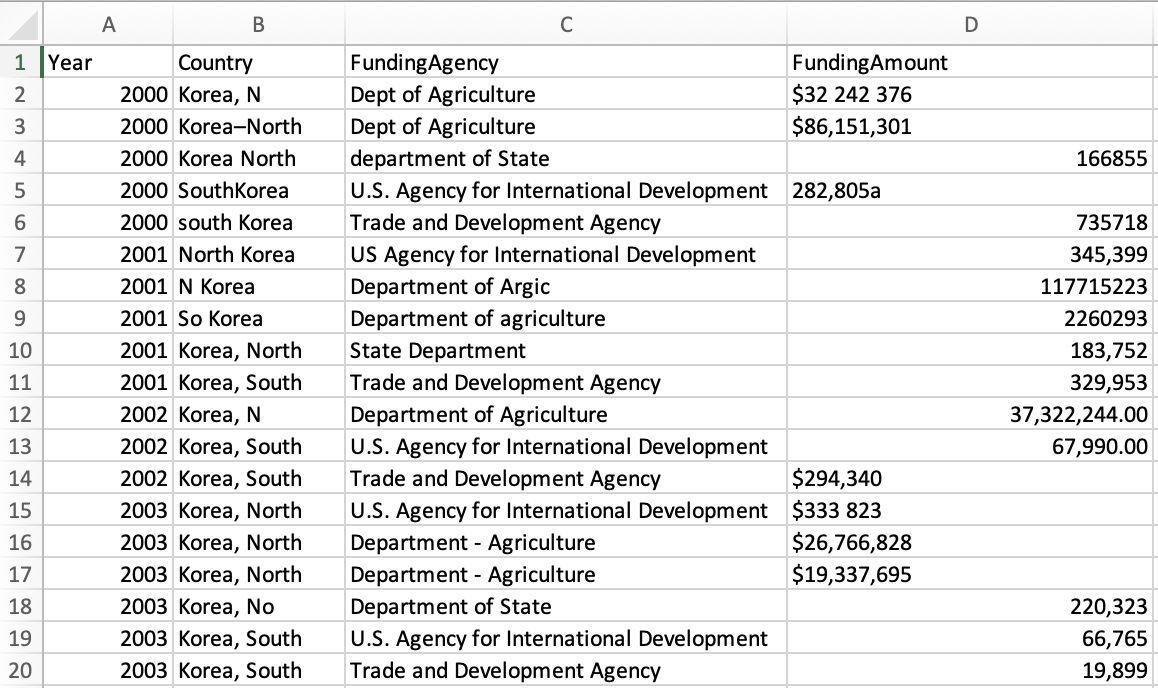 A B C D
1 Year Country FundingAgency FundingAmount
2 2000 Korea, N Dept of Agriculture $32 242 376
3 2000 Korea–North Dept of Agriculture $86,151,301
4 2000 Korea North department of State 166855
5 2000 SouthKorea U.S. Agency for International Development 282,805a
6 2000 south Korea Trade and Development Agency 735718
7 2001 North Korea US Agency for International Development 345,399
8 2001 N Korea Department of Argic 117715223
9 2001 So Korea Department of agriculture 2260293
10 2001 Korea, North State Department 183,752
11 2001 Korea, South Trade and Development Agency 329,953
12 2002 Korea, N Department of Agriculture 37,322,244.00
13 2002 Korea, South U.S. Agency for International Development 67,990.00
14 2002 Korea, South Trade and Development Agency $294,340
15 2003 Korea, North U.S. Agency for International Development $333 823
16 2003 Korea, North Department - Agriculture $26,766,828
17 2003 Korea, North Department - Agriculture $19,337,695
18 2003 Korea, No Department of State 220,323
19 2003 Korea, South U.S. Agency for International Development 66,765
20 2003 Korea, South Trade and Development Agency 19,899